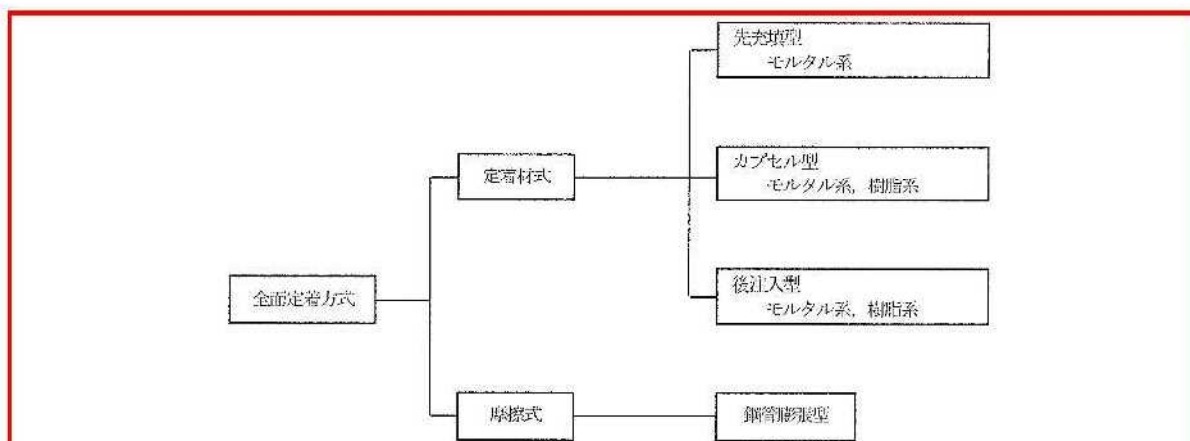 先充填型
モルタル系
カプセル型
モルタル系, 樹脂系
定着材式
後注入型
モルタル系, 樹脂系
全面定着方式
摩擦式
鋼管膨張型